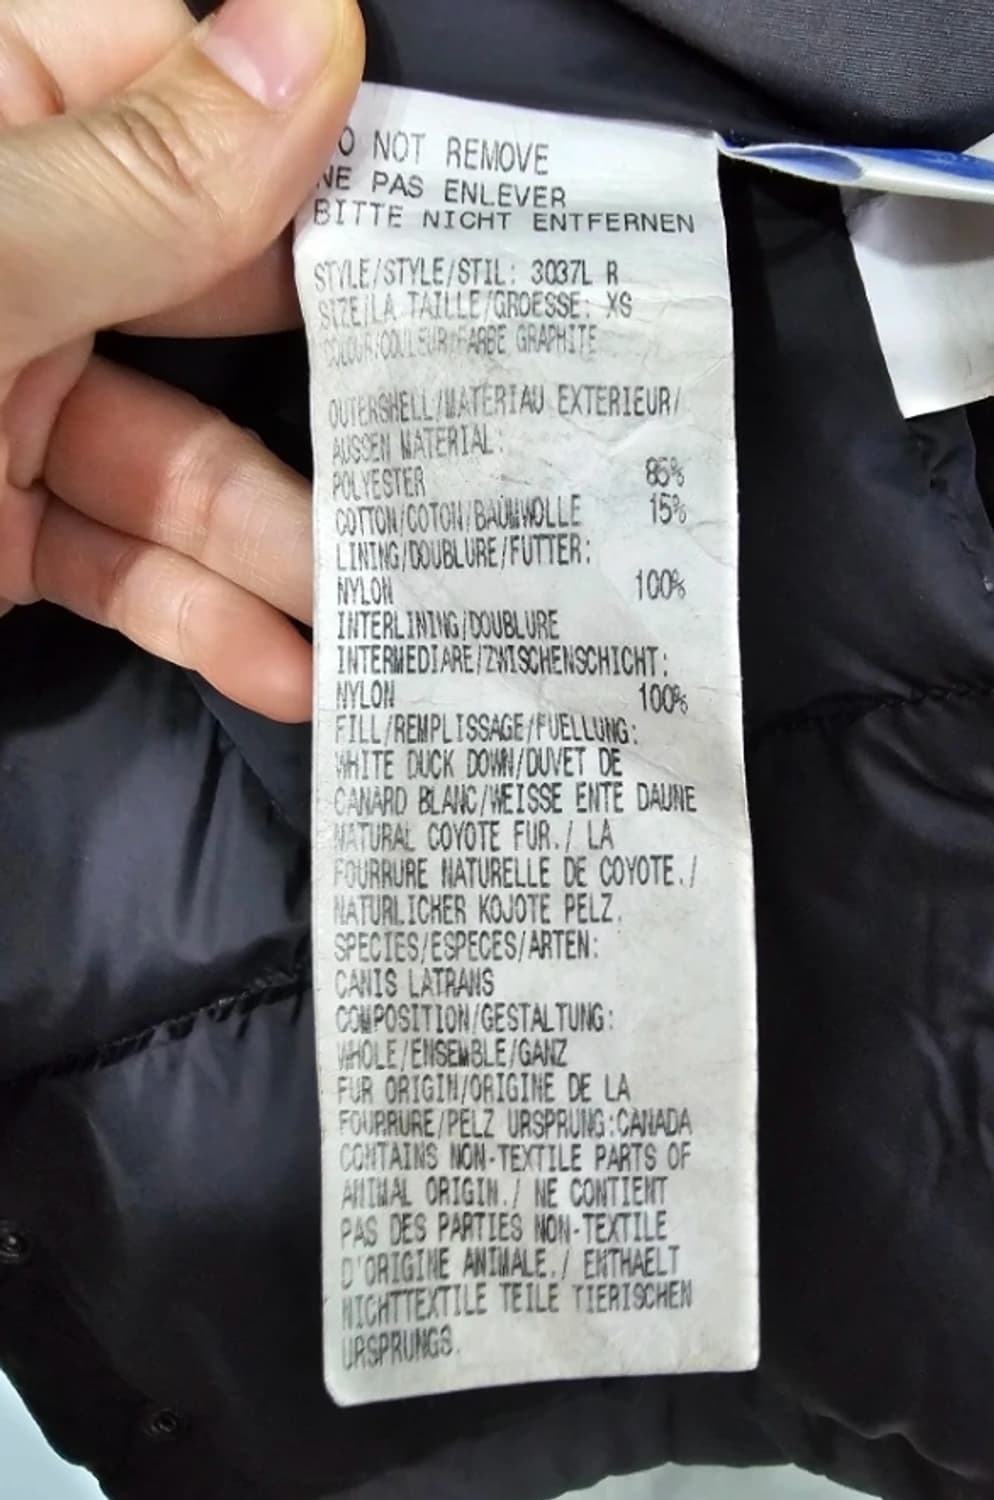 DO NOT REMOVE
NE PAS ENLEVER
BITTE NICHT ENTFERNEN
STYLE/STYLE/STIL: 3037L R
SIZE/LA TAILLE/GROESSE: XS
COLOUR/COULEUR/FARBE GRAPHITE
OUTERSHELL/MATERIAU EXTERIEUR/
AUSSEN MATERIAL:
POLYESTER 85%
COTTON/COTON/BAUMWOLLE 15%
LINING/DOUBLURE/FUTTER:
NYLON 100%
INTERLINING/DOUBLURE
INTERMEDIARE/ZWISCHENSCHICHT:
NYLON 100%
FILL/REMPLISSAGE/FUELLUNG:
WHITE DUCK DOWN/DUVET DE
CANARD BLANC/WEISSE ENTE DAUNE
NATURAL COYOTE FUR./ LA
FOURRURE NATURELLE DE COYOTE./
NATURLICHER KOJOTE PELZ.
SPECIES/ESPECES/ARTEN:
CANIS LATRANS
COMPOSITION/GESTALTUNG:
WHOLE/ENSEMBLE/GANZ
FUR ORIGIN/ORIGINE DE LA
FOURRURE/PELZ URSPRUNG:CANADA
CONTAINS NON-TEXTILE PARTS OF
ANIMAL ORIGIN./ NE CONTIENT
PAS DES PARTIES NON-TEXTILE
D'ORIGINE ANIMALE./ ENTHAELT
NICHTTEXTILE TEILE TIERISCHEN
URSPRUNGS.